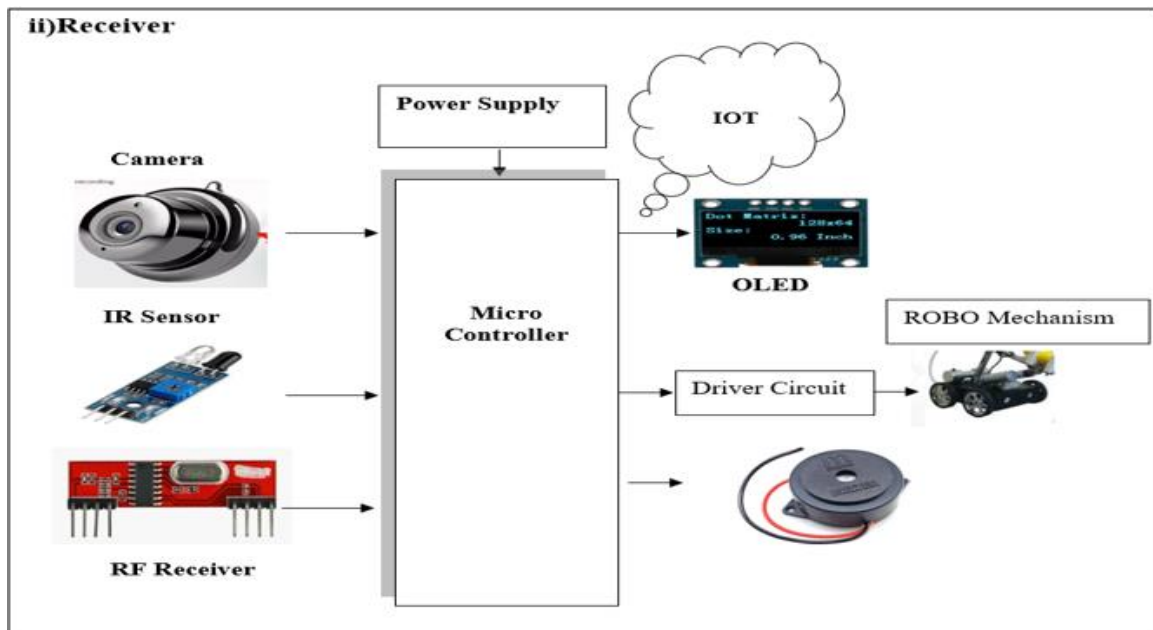 ii)Receiver
Power Supply
IOT
Camera
recording
Dot Matrix:
128x64
Size:
0.96 Inch
OLED
IR Sensor
Micro
Controller
ROBO Mechanism
Driver Circuit
RF Receiver